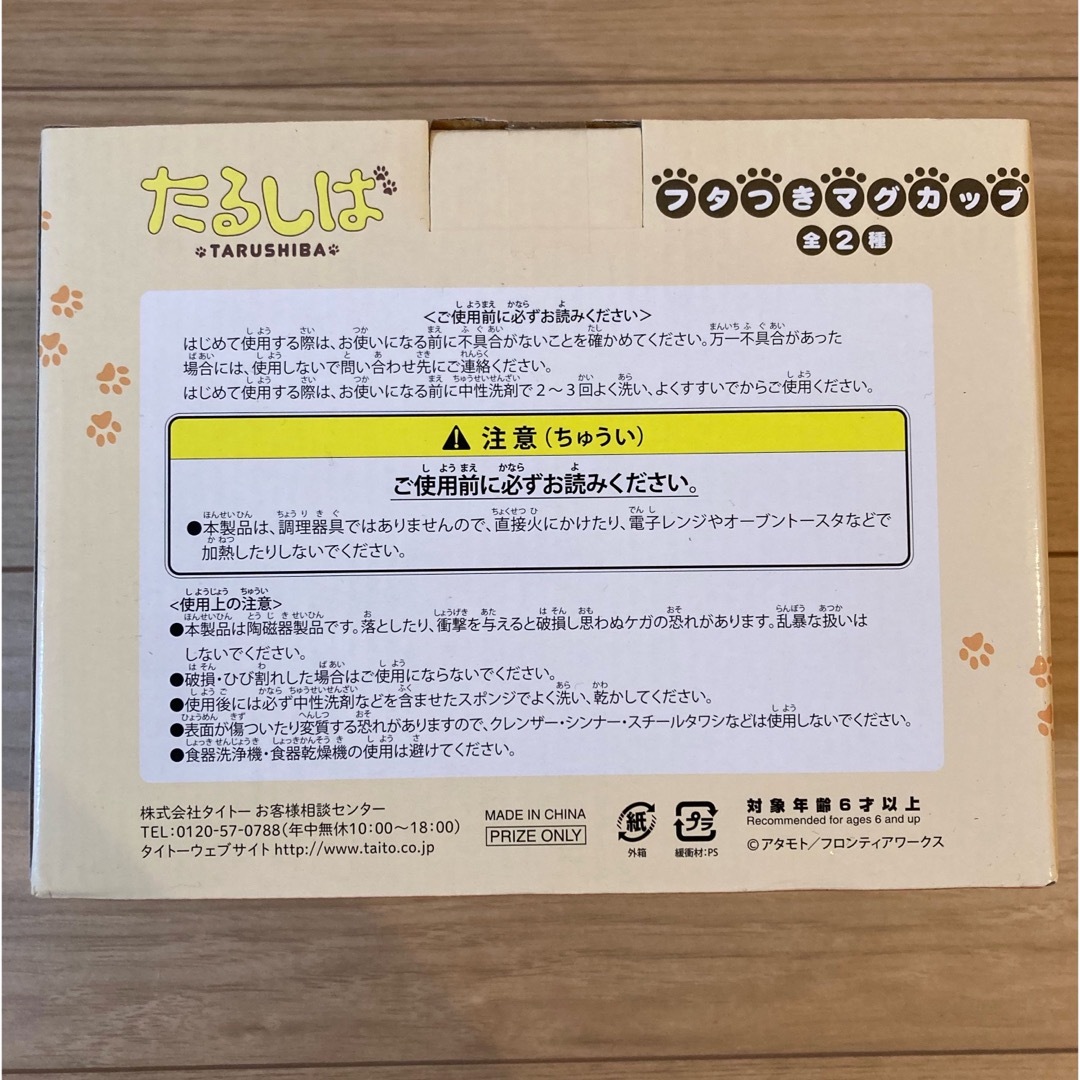 たるしば
TARUSHIBA
フタつきマグカップ
全2種
<ご使用前に必ずお読みください>
はじめて使用する際は、お使いになる前に不具合がないことを確かめてください。万一不具合があった
場合には、使用しないで問い合わせ先にご連絡ください。
はじめて使用する際は、お使いになる前に中性洗剤で2～3回よく洗い、よくすすいでからご使用ください。
⚠ 注意(ちゅうい)
ご使用前に必ずお読みください。
●本製品は、調理器具ではありませんので、直接火にかけたり、電子レンジやオーブントースタなどで
加熱したりしないでください。
<使用上の注意>
●本製品は陶磁器製品です。落としたり、衝撃を与えると破損し思わぬケガの恐れがあります。乱暴な扱いは
しないでください。
●破損・ひび割れした場合はご使用にならないでください。
●使用後には必ず中性洗剤などを含ませたスポンジでよく洗い、乾かしてください。
●表面が傷ついたり変質する恐れがありますので、クレンザー・シンナー・スチールタワシなどは使用しないでください。
●食器洗浄機・食器乾燥機の使用は避けてください。
株式会社タイトー お客様相談センター
TEL:0120-57-0788(年中無休10:00～18:00)
タイトーウェブサイト http://www.taito.co.jp
MADE IN CHINA
PRIZE ONLY
紙
外箱
プラ
緩衝材:PS
対象年齢6才以上
Recommended for ages 6 and up
©アタモト／フロンティアワークス